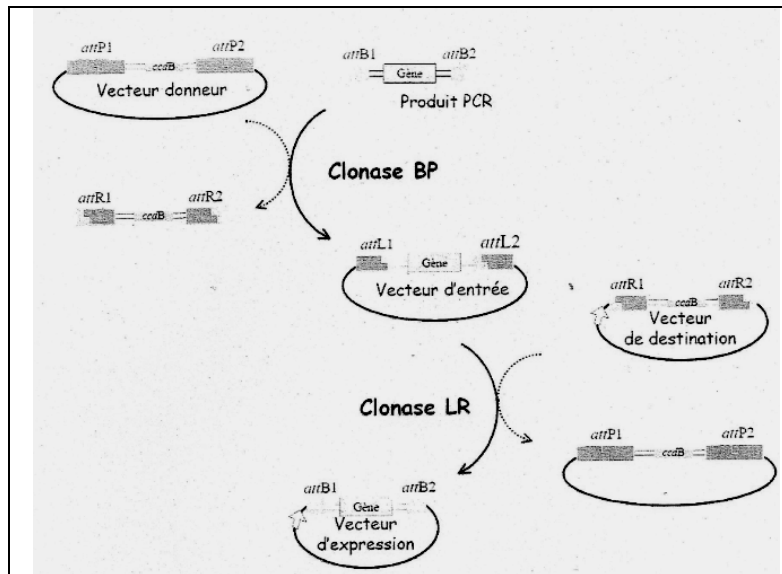 attP1 attP2
ccdB
Vecteur donneur
attB1 attB2
Gène
Produit PCR
Clonase BP
attR1 attR2
ccdB
attL1 attL2
Gène
Vecteur d'entrée
attR1 attR2
ccdB
Vecteur
de destination
Clonase LR
attP1 attP2
ccdB
attB1 attB2
Gène
Vecteur
d'expression